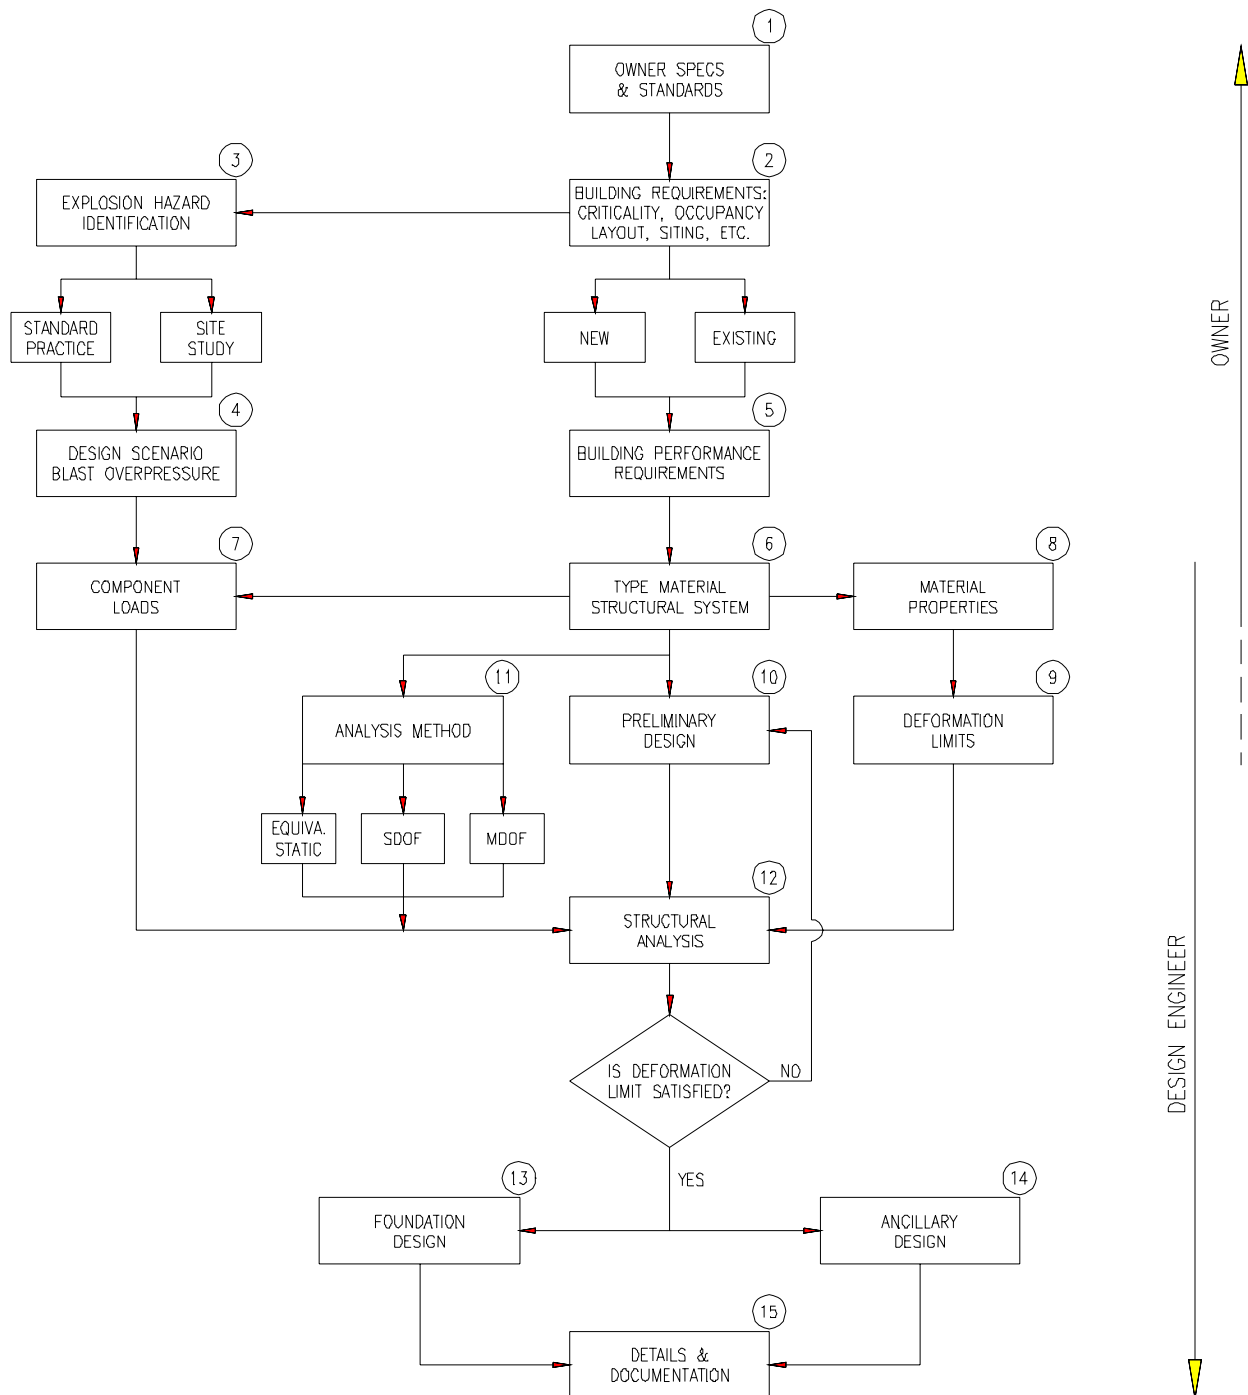 1
OWNER SPECS
& STANDARDS
3
2
EXPLOSION HAZARD
IDENTIFICATION
BUILDING REQUIREMENTS:
CRITICALITY, OCCUPANCY
LAYOUT, SITING, ETC.
STANDARD
PRACTICE
SITE
STUDY
NEW
EXISTING
OWNER
4
5
DESIGN SCENARIO
BLAST OVERPRESSURE
BUILDING PERFORMANCE
REQUIREMENTS
7
6
8
COMPONENT
LOADS
TYPE MATERIAL
STRUCTURAL SYSTEM
MATERIAL
PROPERTIES
11
10
9
ANALYSIS METHOD
PRELIMINARY
DESIGN
DEFORMATION
LIMITS
EQUIVA.
STATIC
SDOF
MDOF
12
STRUCTURAL
ANALYSIS
DESIGN ENGINEER
IS DEFORMATION
LIMIT SATISFIED?
NO
YES
13
14
FOUNDATION
DESIGN
ANCILLARY
DESIGN
15
DETAILS &
DOCUMENTATION